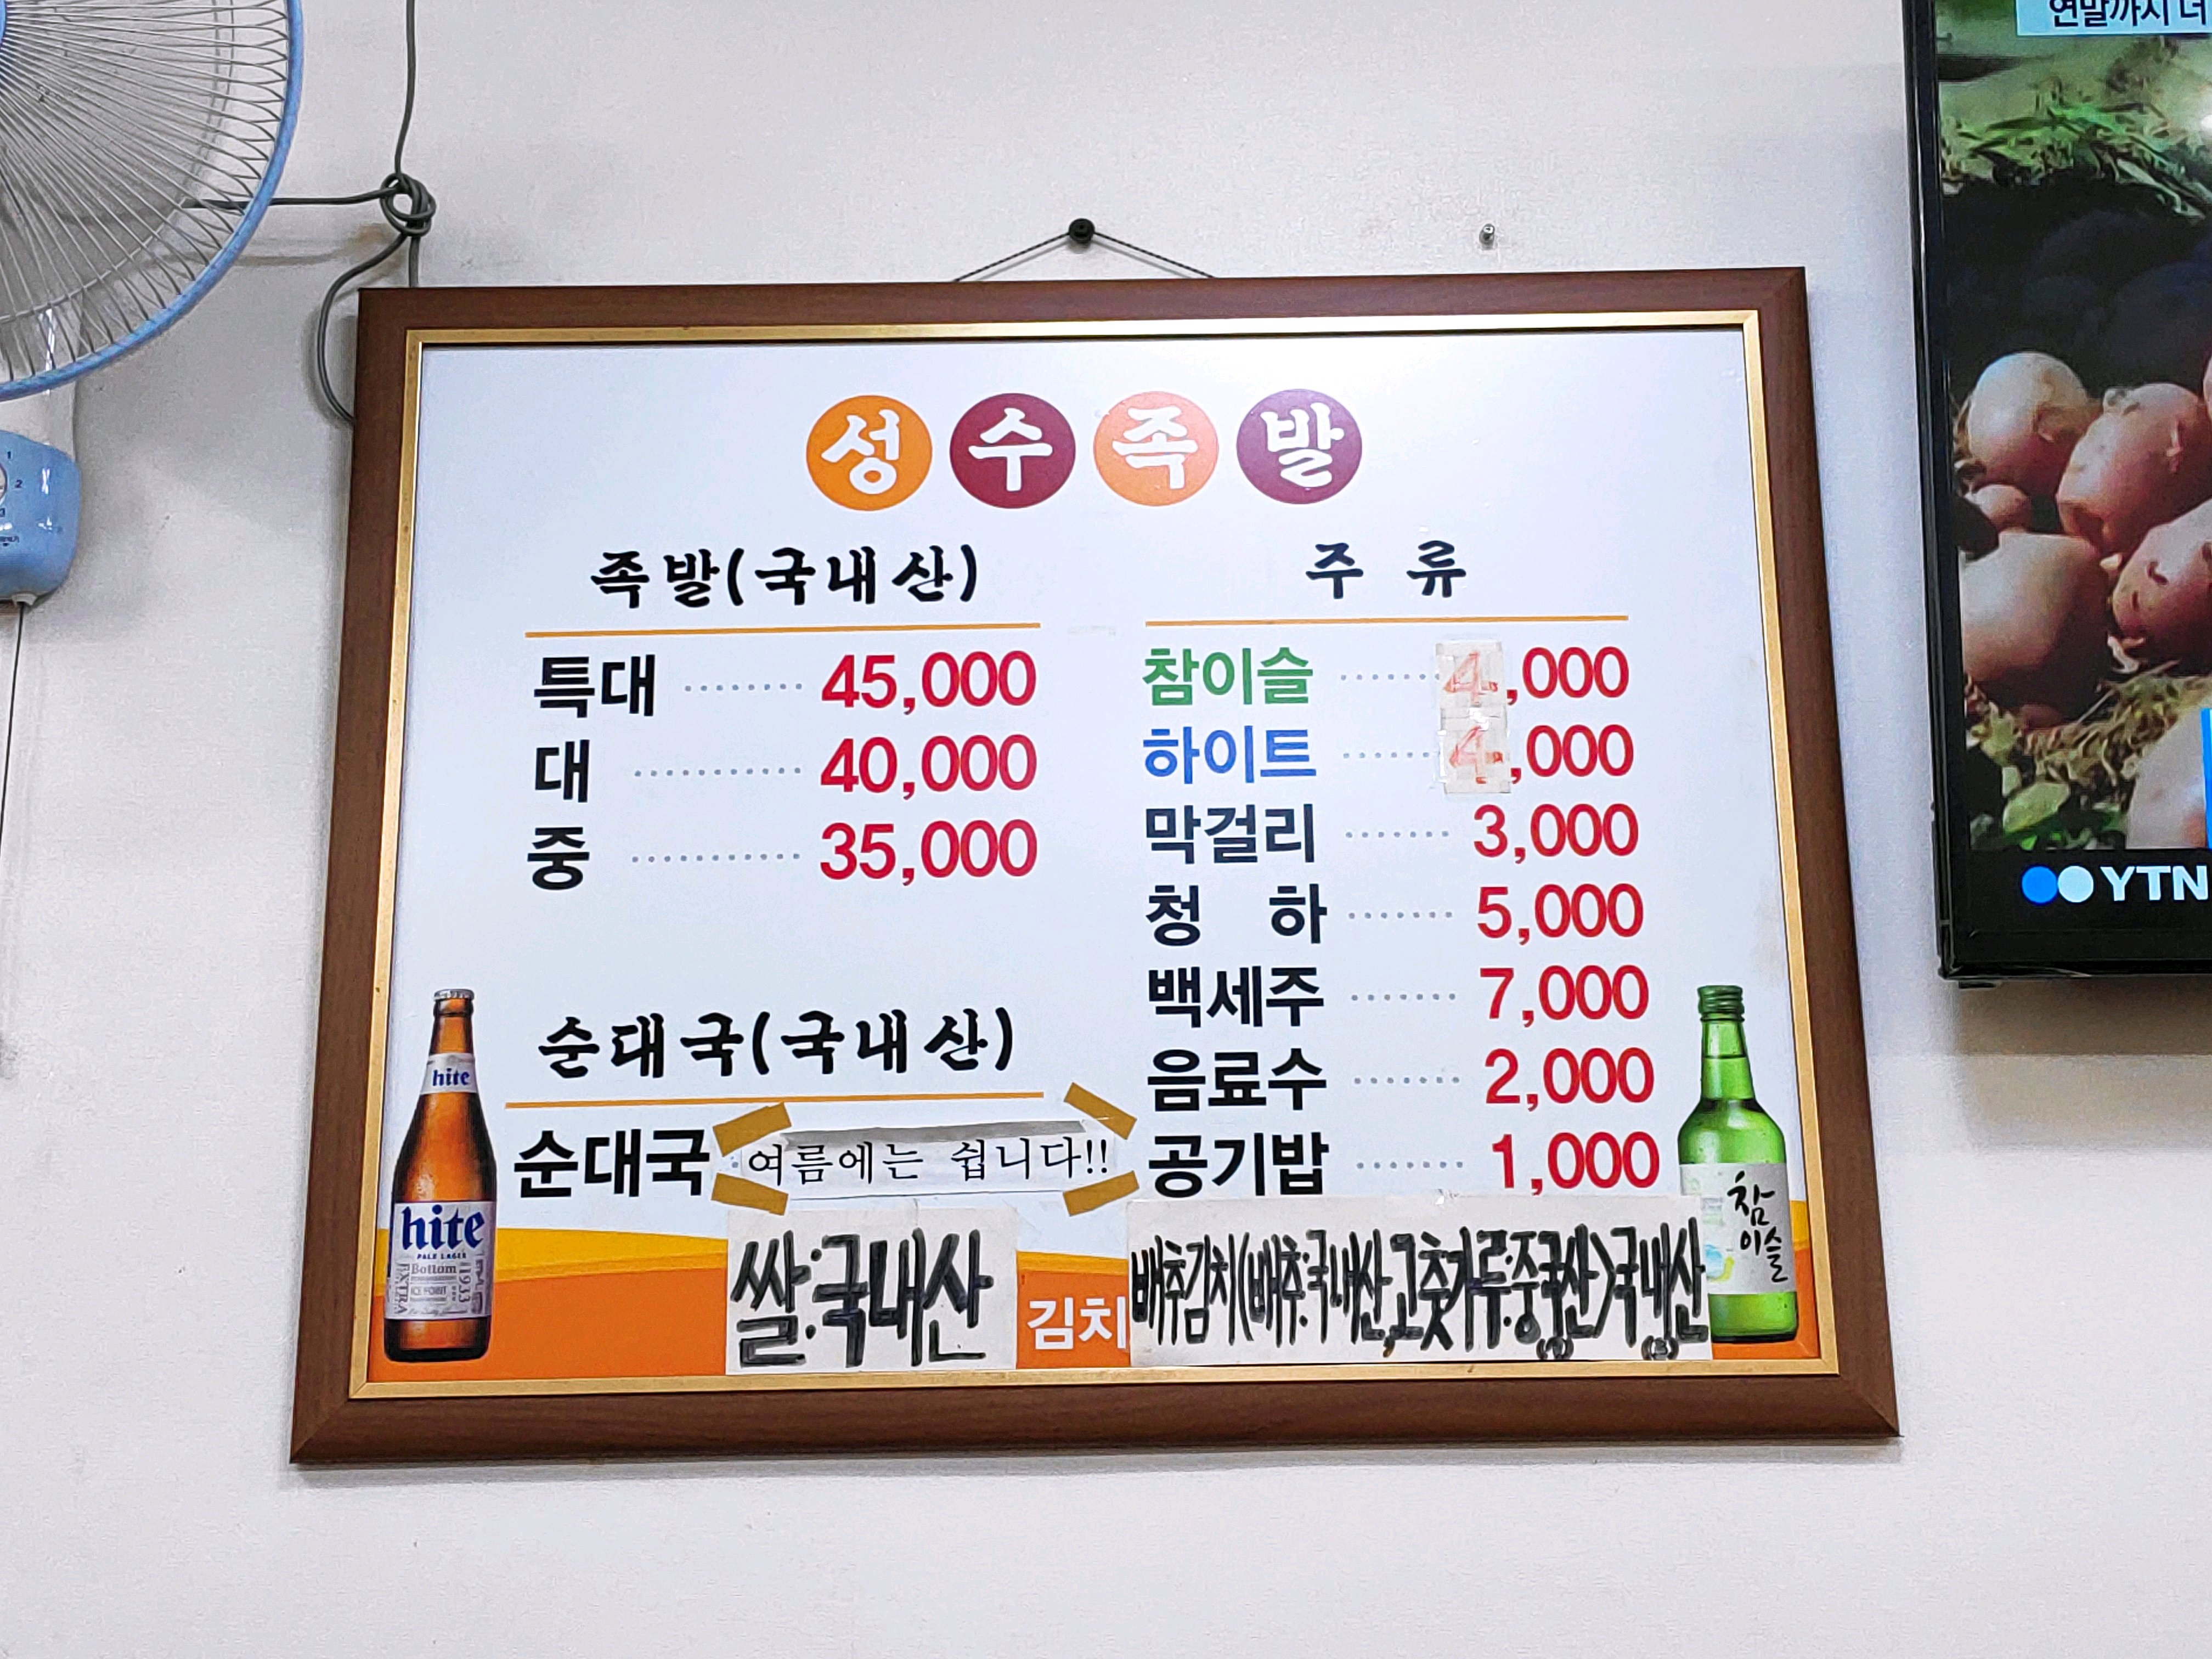 연말까지 더
성수족발
족발(국내산)
특대 45,000
대 40,000
중 35,000
순대국(국내산)
순대국 여름에는 쉽니다!!
주 류
참이슬 4,000
하이트 4,000
막걸리 3,000
청 하 5,000
백세주 7,000
음료수 2,000
공기밥 1,000
쌀:국내산
김치
배추김치(배추:국내산,고춧가루:중국산)국내산
hite
hite
PALE LAGER
EXTRA
Bottom
ICE POINT
1933
참이슬
YTN
1
2
3